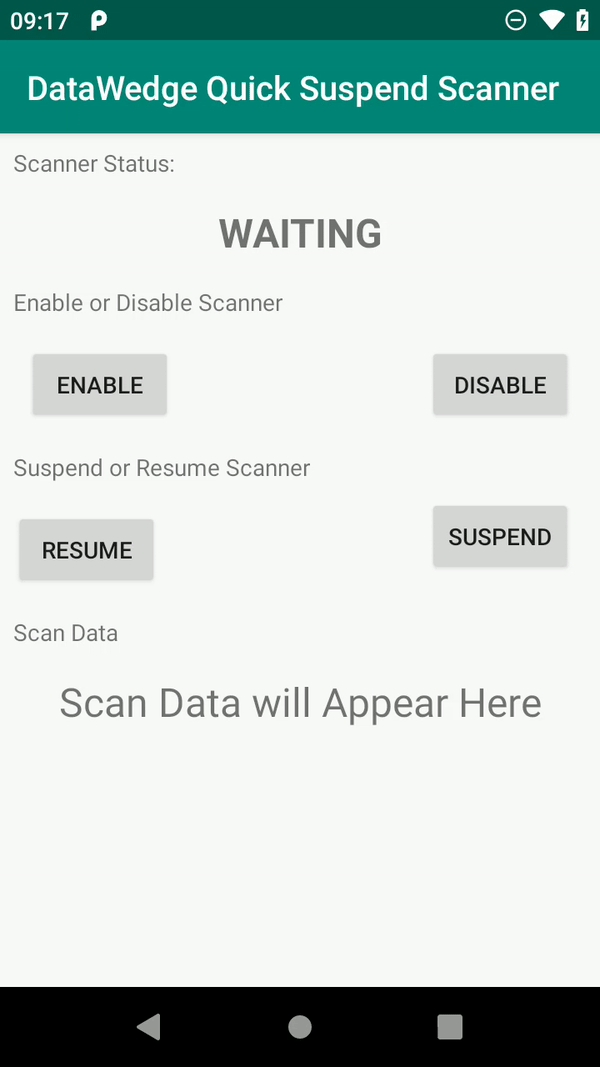 09:17
DataWedge Quick Suspend Scanner
Scanner Status:
WAITING
Enable or Disable Scanner
ENABLE
DISABLE
Suspend or Resume Scanner
RESUME
SUSPEND
Scan Data
Scan Data will Appear Here